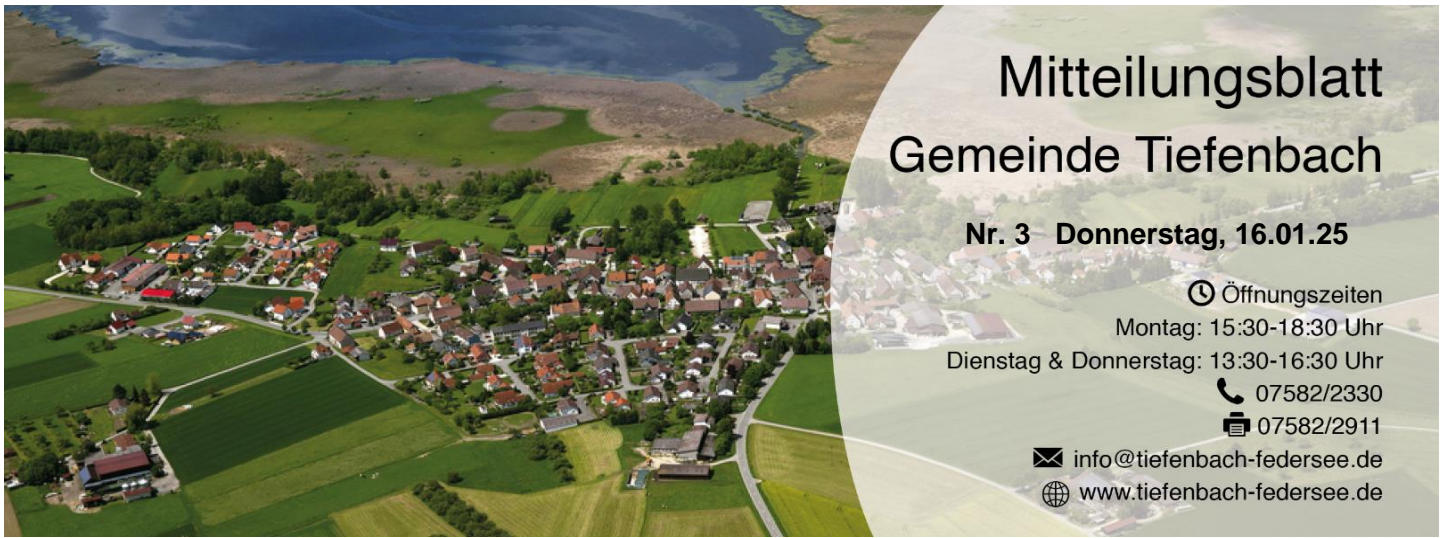 Mitteilungsblatt
Gemeinde Tiefenbach
Nr. 3 Donnerstag, 16.01.25
Öffnungszeiten
Montag: 15:30-18:30 Uhr
Dienstag & Donnerstag: 13:30-16:30 Uhr
07582/2330
07582/2911
info@tiefenbach-federsee.de
www.tiefenbach-federsee.de